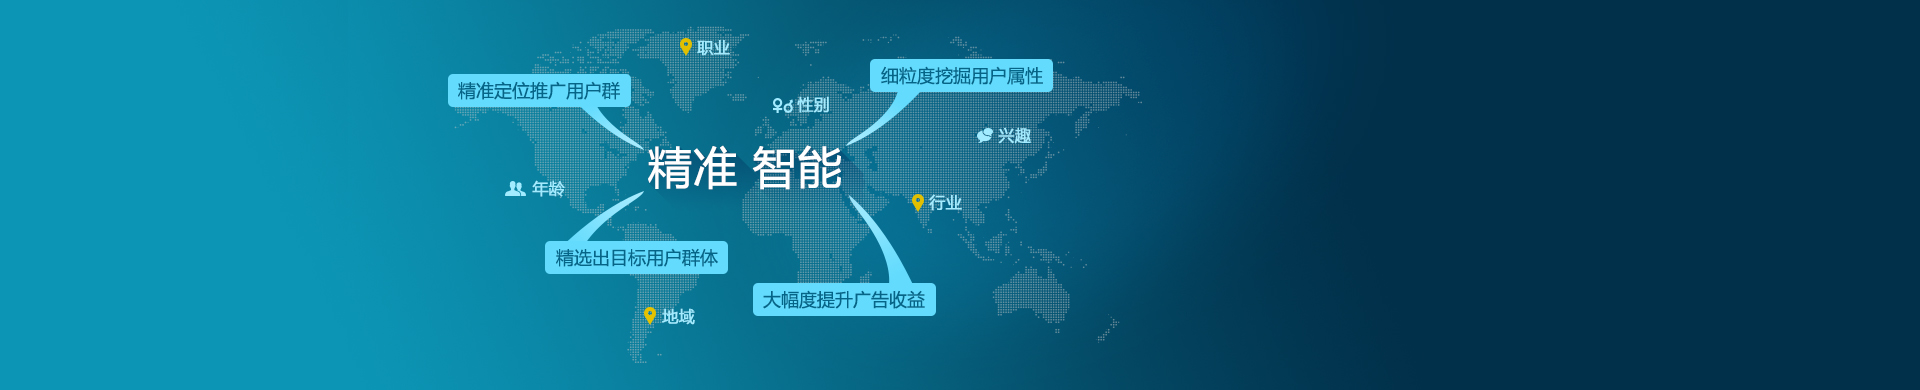 职业
精准定位推广用户群
细粒度挖掘用户属性
性别
兴趣
精准 智能
年龄
行业
精选出目标用户群体
大幅度提升广告收益
地域